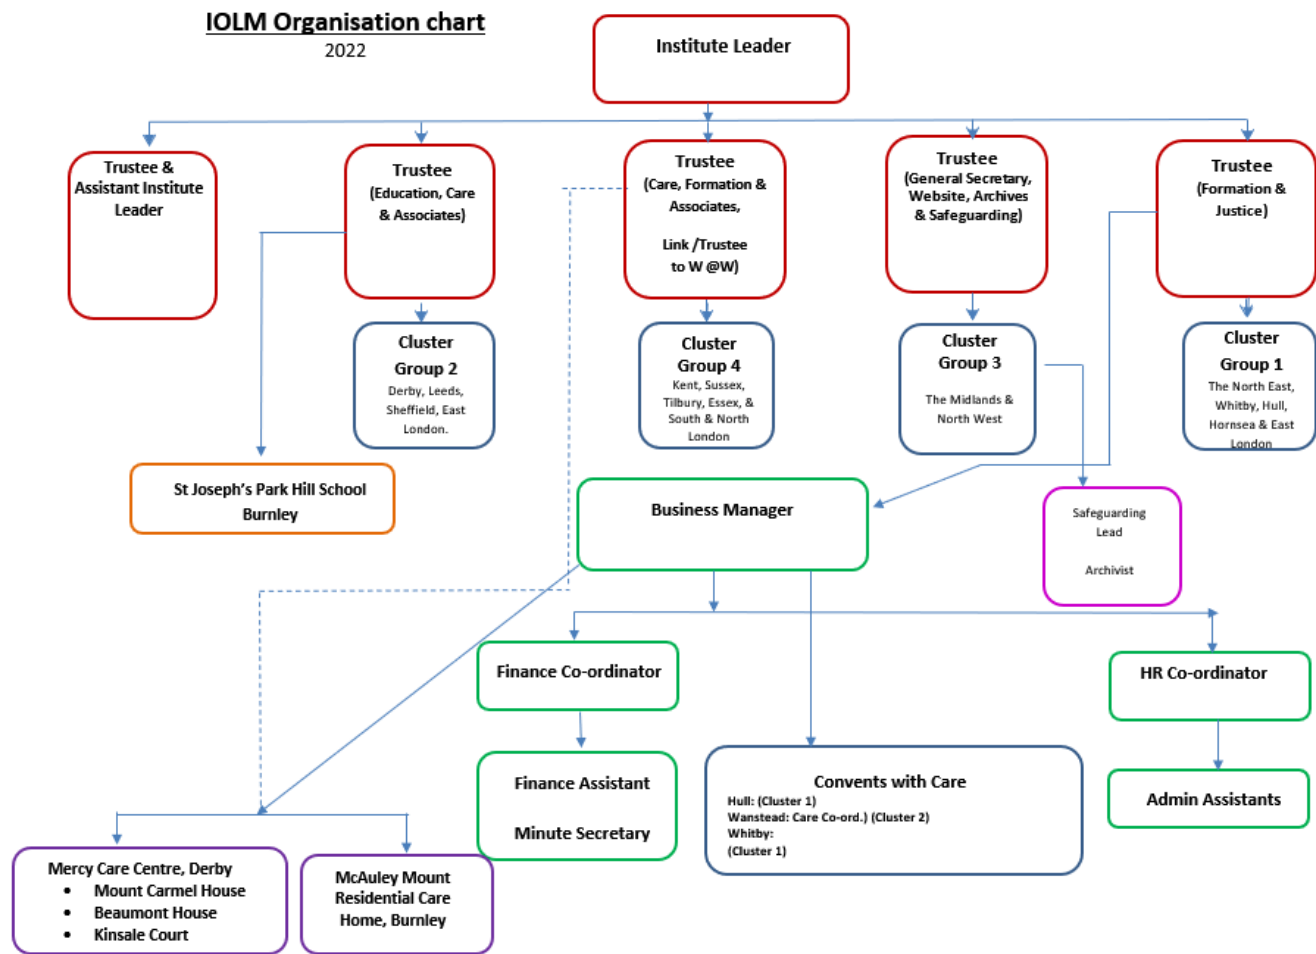 IOLM Organisation chart
2022
Institute Leader
Trustee &
Assistant Institute
Leader
Trustee
(Education, Care
& Associates)
Trustee
(Care, Formation &
Associates,
Link /Trustee
to W @W)
Trustee
(General Secretary,
Website, Archives
& Safeguarding)
Trustee
(Formation &
Justice)
Cluster
Group 2
Derby, Leeds,
Sheffield, East
London.
Cluster
Group 4
Kent, Sussex,
Tilbury, Essex, &
South & North
London
Cluster
Group 3
The Midlands &
North West
Cluster
Group 1
The North East,
Whitby, Hull,
Hornsea & East
London
St Joseph's Park Hill School
Burnley
Business Manager
Safeguarding
Lead
Archivist
Finance Co-ordinator
HR Co-ordinator
Finance Assistant
Minute Secretary
Convents with Care
Hull: (Cluster 1)
Wanstead: Care Co-ord.) (Cluster 2)
Whitby:
(Cluster 1)
Admin Assistants
Mercy Care Centre, Derby
• Mount Carmel House
• Beaumont House
• Kinsale Court
McAuley Mount
Residential Care
Home, Burnley